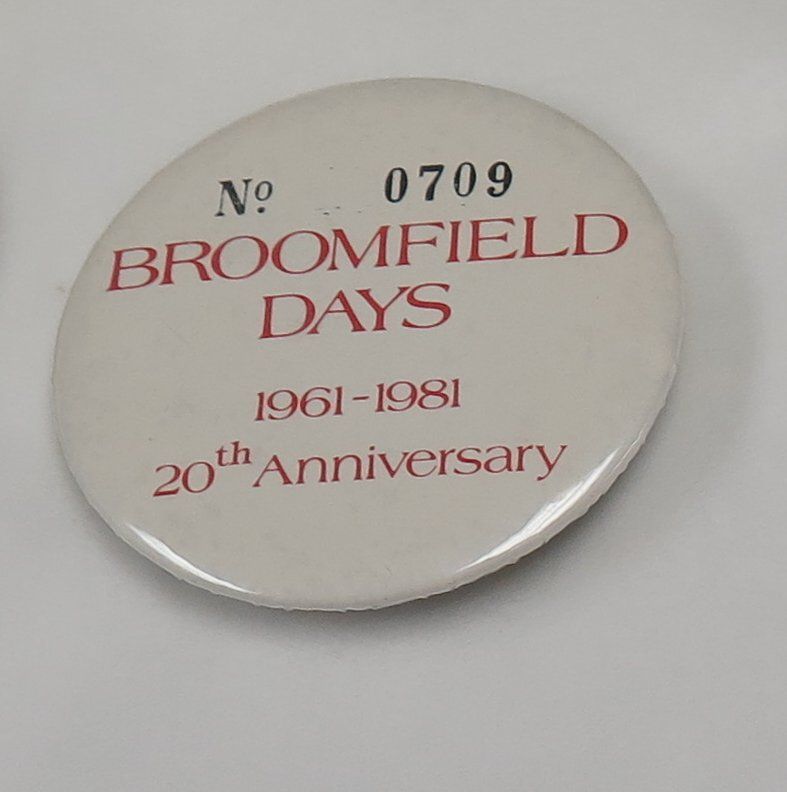 Nº 0709
BROOMFIELD
DAYS
1961-1981
20th Anniversary